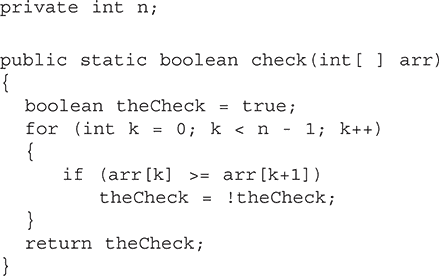 private int n;
public static boolean check(int[ ] arr)
{
boolean theCheck = true;
for (int k = 0; k < n - 1; k++)
{
if (arr[k] >= arr[k+1])
theCheck = !theCheck;
}
return theCheck;
}